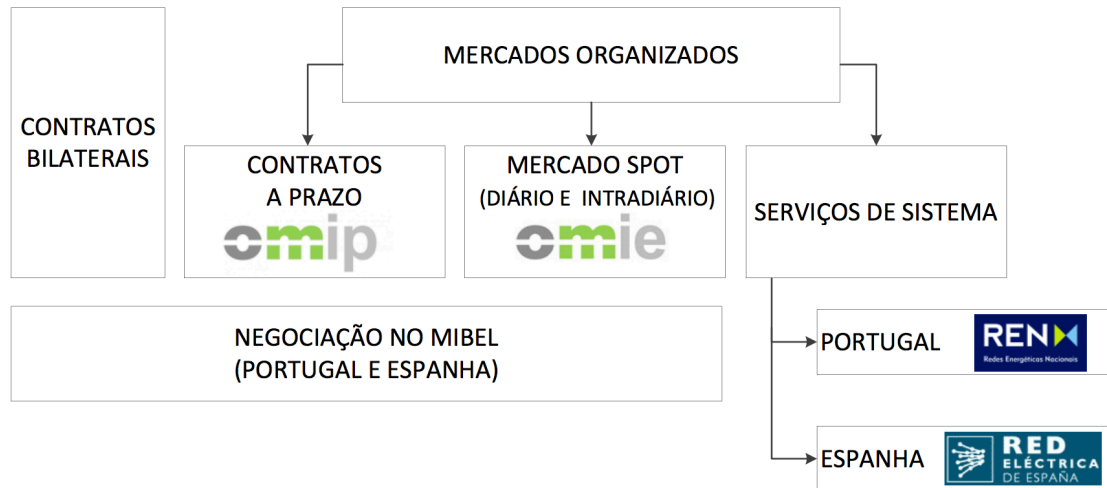 MERCADOS ORGANIZADOS
CONTRATOS
BILATERAIS
CONTRATOS
A PRAZO
omip
MERCADO SPOT
(DIÁRIO E INTRADIÁRIO)
omie
SERVIÇOS DE SISTEMA
NEGOCIAÇÃO NO MIBEL
(PORTUGAL E ESPANHA)
PORTUGAL
REN
Redes Energéticas Nacionais
ESPANHA
RED
ELÉCTRICA
DE ESPAÑA